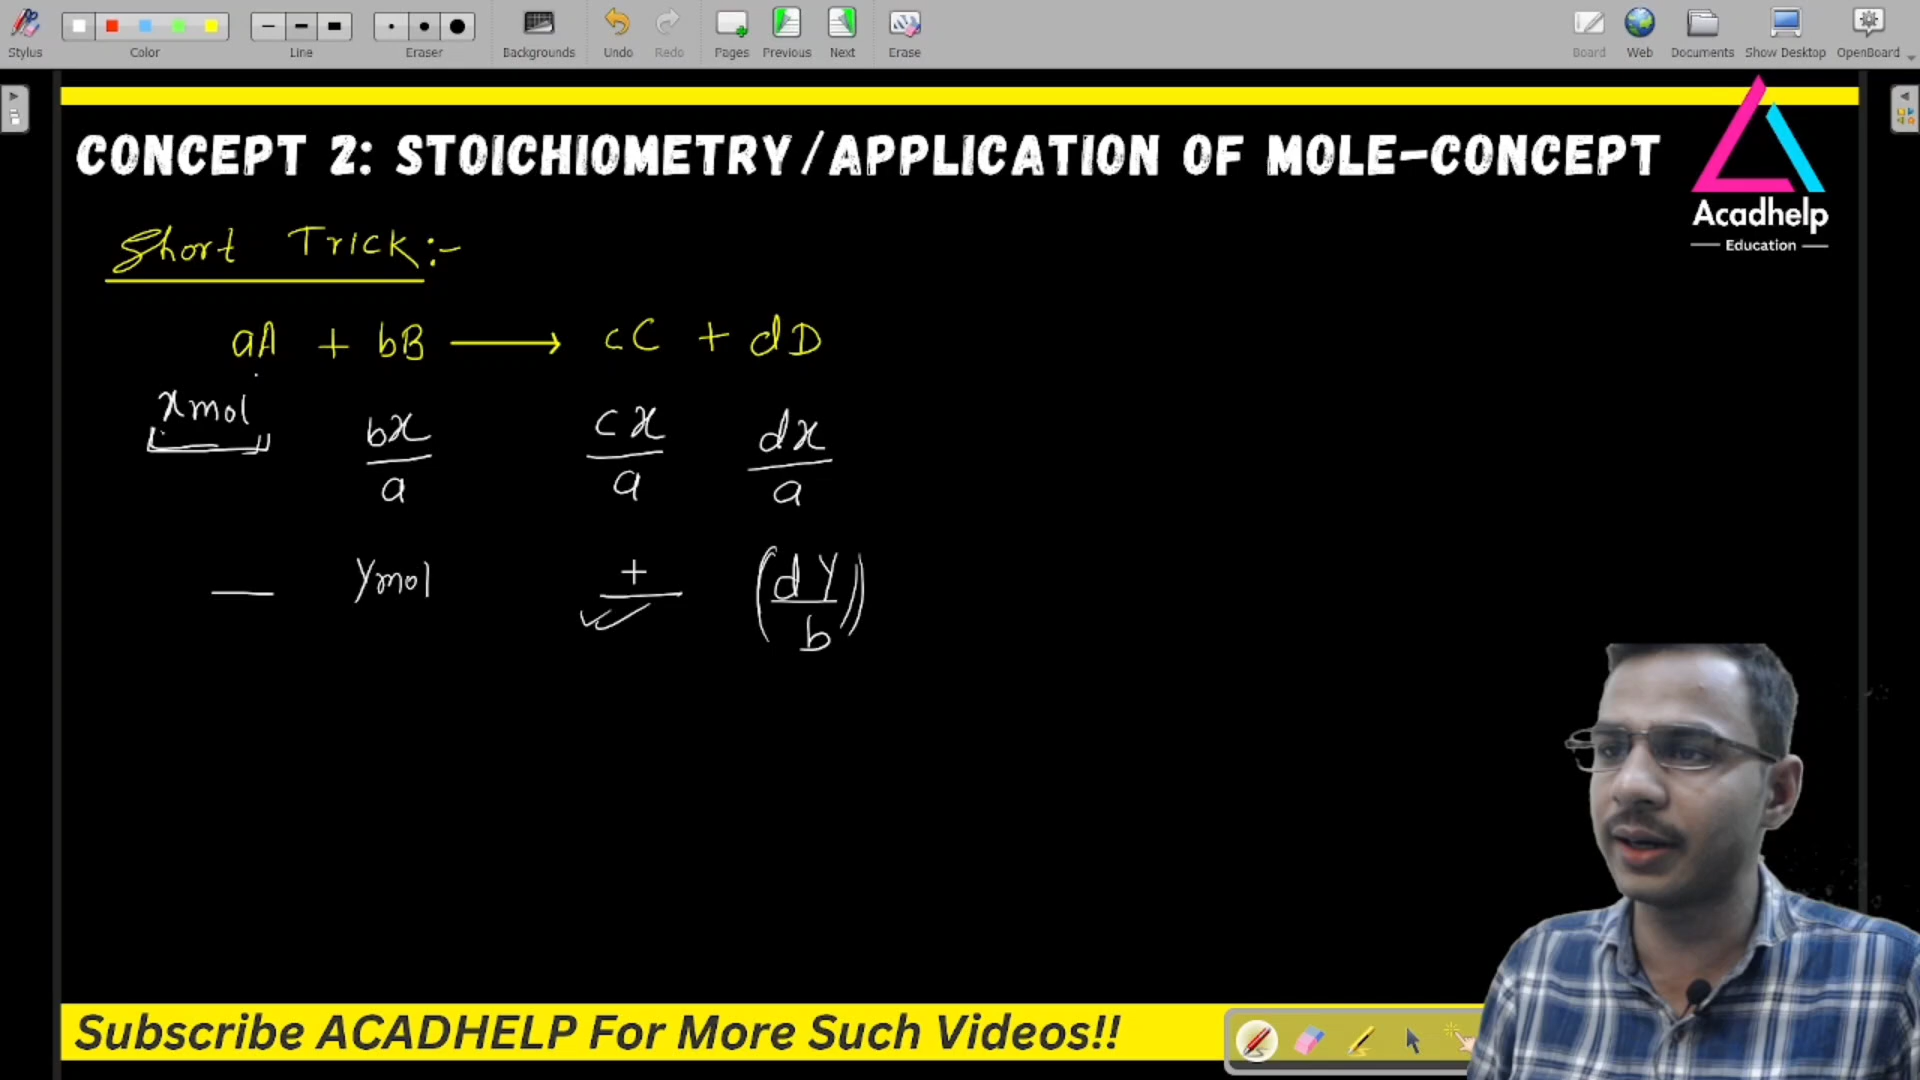 Stylus Color Line Eraser Backgrounds Undo Redo Pages Previous Next Erase Board Web Documents Show Desktop OpenBoard
CONCEPT 2: STOICHIOMETRY/APPLICATION OF MOLE-CONCEPT
Acadhelp
Education
Short Trick:-
aA + bB ⟶ cC + dD
xmol bx/a cx/a dx/a
— Ymol + (dY/b)
Subscribe ACADHELP For More Such Videos!!